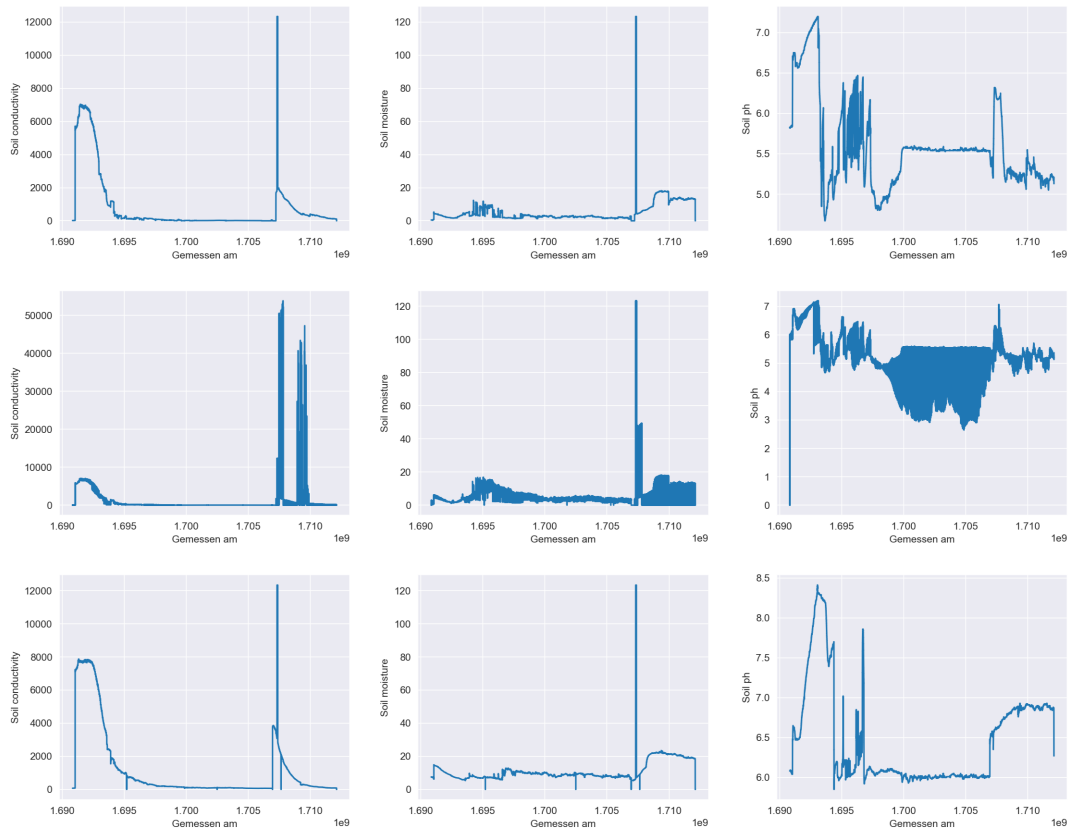 12000
10000
8000
6000
4000
2000
0
Soil conductivity
1.690 1.695 1.700 1.705 1.710
1e9
Gemessen am
120
100
80
60
40
20
0
Soil moisture
1.690 1.695 1.700 1.705 1.710
1e9
Gemessen am
7.0
6.5
6.0
5.5
5.0
Soil ph
1.690 1.695 1.700 1.705 1.710
1e9
Gemessen am
50000
40000
30000
20000
10000
0
Soil conductivity
1.690 1.695 1.700 1.705 1.710
1e9
Gemessen am
120
100
80
60
40
20
0
Soil moisture
1.690 1.695 1.700 1.705 1.710
1e9
Gemessen am
7
6
5
4
3
2
1
0
Soil ph
1.690 1.695 1.700 1.705 1.710
1e9
Gemessen am
12000
10000
8000
6000
4000
2000
0
Soil conductivity
1.690 1.695 1.700 1.705 1.710
1e9
Gemessen am
120
100
80
60
40
20
0
Soil moisture
1.690 1.695 1.700 1.705 1.710
1e9
Gemessen am
8.5
8.0
7.5
7.0
6.5
6.0
Soil ph
1.690 1.695 1.700 1.705 1.710
1e9
Gemessen am